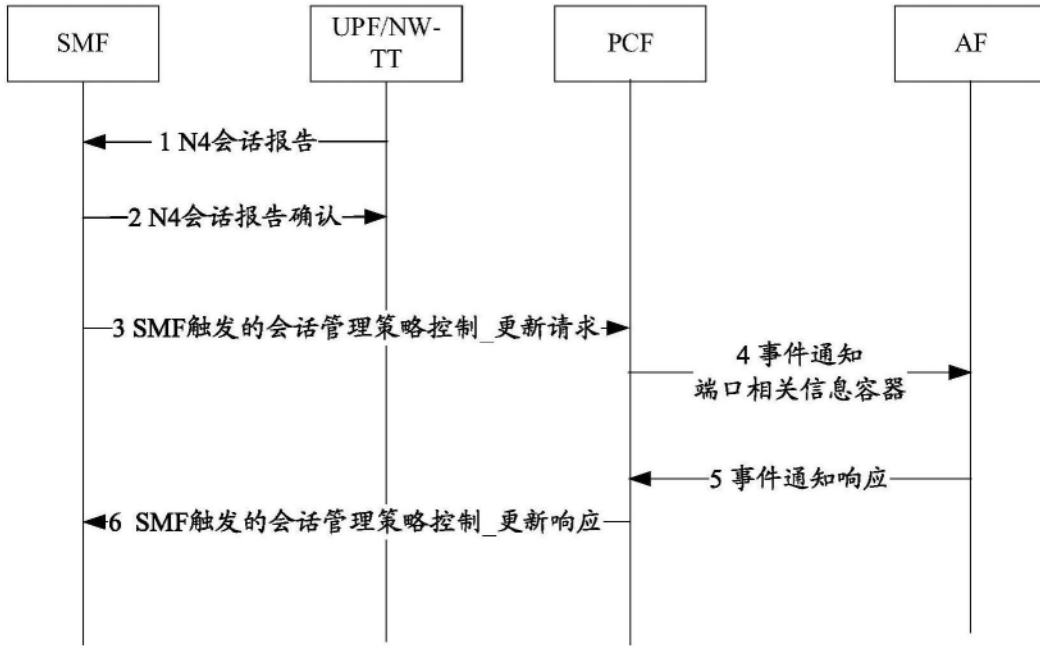 SMF
UPF/NW-
TT
PCF
AF
1 N4会话报告
2 N4会话报告确认
3 SMF触发的会话管理策略控制_更新请求
4 事件通知
端口相关信息容器
5 事件通知响应
6 SMF触发的会话管理策略控制_更新响应